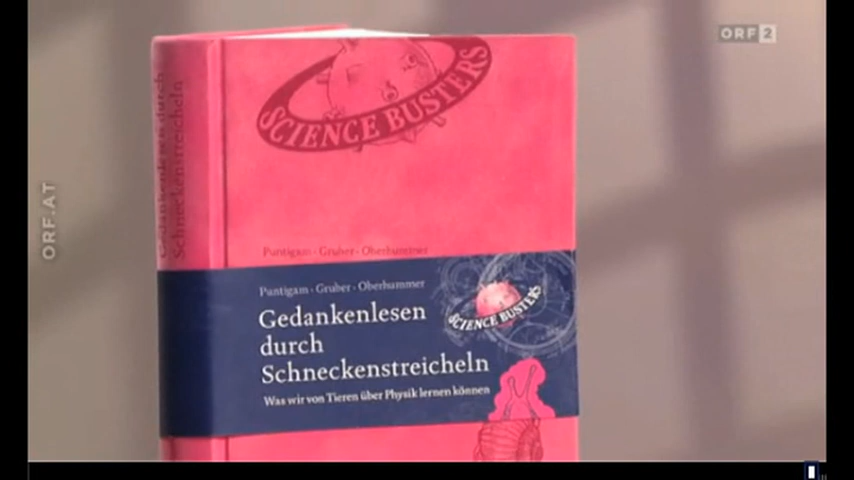 ORF 2
SCIENCE BUSTERS
Gedankenlesen durch
Schneckenstreicheln
ORF.AT
Puntigam · Gruber · Oberhummer
Puntigam · Gruber · Oberhummer
Gedankenlesen
durch
Schneckenstreicheln
SCIENCE BUSTERS
Was wir von Tieren über Physik lernen können